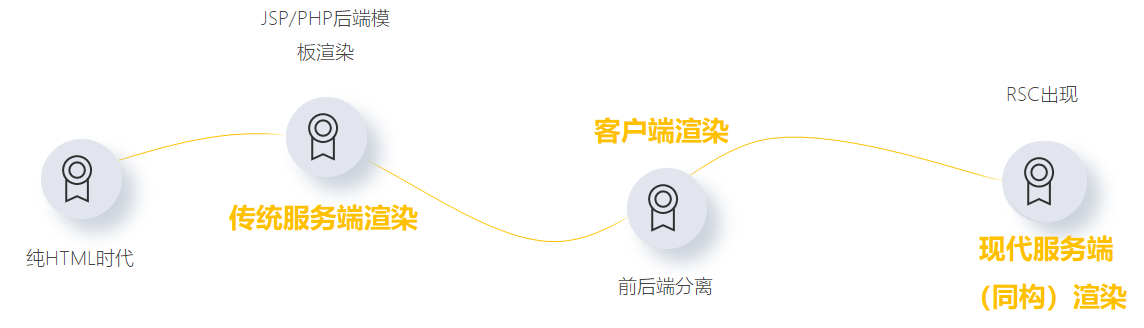 JSP/PHP后端模
板渲染
纯HTML时代
传统服务端渲染
客户端渲染
前后端分离
RSC出现
现代服务端
（同构）渲染